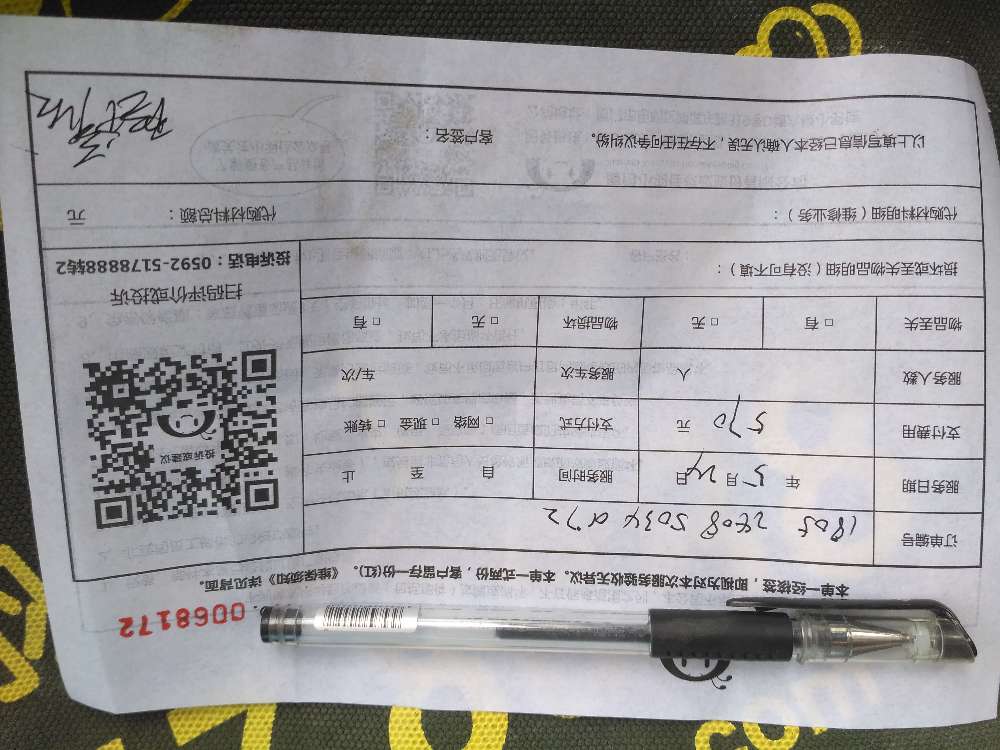 0068172
本单一经接签，即视为对本次服务验收无异议。本单一式两份，客户留存一份(红)。《维保须知》详见背面。
订单编号 1805 2408 5034 0172
服务日期 年 5月24日 服务时间 自 至 止
支付费用 570 元 支付方式 □ 网络 □ 现金 □ 转账
服务人数 人 服务车次 车/次
物品丢失 □ 有 □ 无 物品损坏 □ 无 □ 有
投诉或建议
扫码评价或投诉
投诉电话：0592-5178888转2
损坏或丢失物品明细（没有可不填）：
代购材料明细（维修业务）： 代购材料总额： 元
以上填写信息已经本人确认无误，不存在任何争议纠纷。 客户签名：